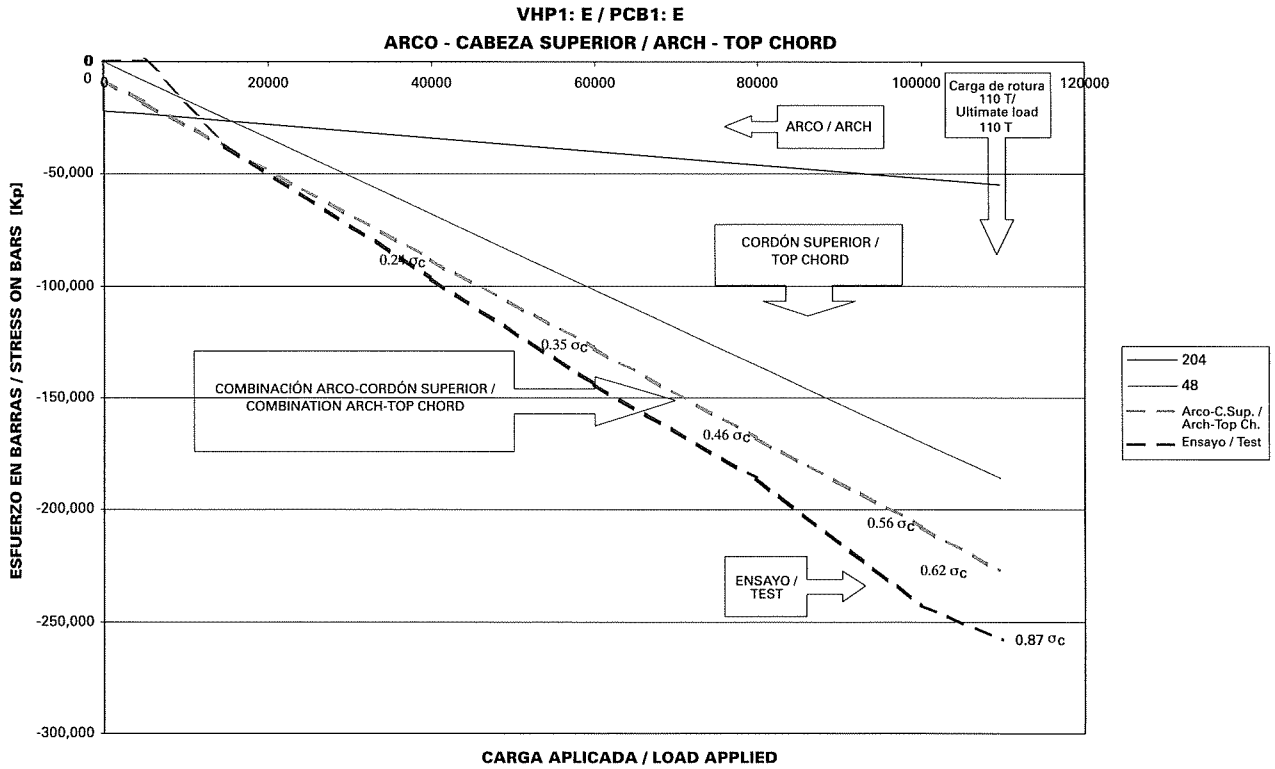 VHP1: E / PCB1: E
ARCO - CABEZA SUPERIOR / ARCH - TOP CHORD
0
0
0
20000
40000
60000
80000
100000
120000
Carga de rotura
110 T/
Ultimate load
110 T
ARCO / ARCH
-50,000
CORDÓN SUPERIOR /
TOP CHORD
0.24 σc
-100,000
0.35 σc
COMBINACIÓN ARCO-CORDÓN SUPERIOR /
COMBINATION ARCH-TOP CHORD
-150,000
0.46 σc
-200,000
0.56 σc
0.62 σc
ENSAYO /
TEST
-250,000
0.87 σc
-300,000
ESFUERZO EN BARRAS / STRESS ON BARS [Kp]
CARGA APLICADA / LOAD APPLIED
204
48
Arco-C.Sup. /
Arch-Top Ch.
Ensayo / Test